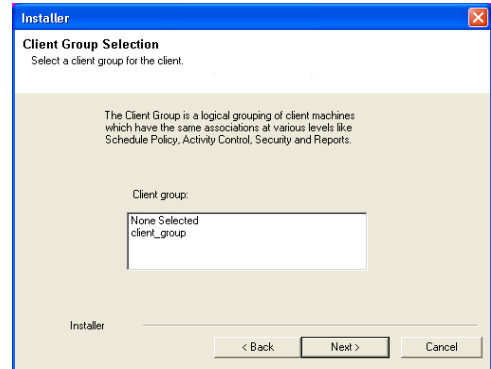 Installer
Client Group Selection
Select a client group for the client.
The Client Group is a logical grouping of client machines
which have the same associations at various levels like
Schedule Policy, Activity Control, Security and Reports.
Client group:
None Selected
client_group
Installer
< Back
Next >
Cancel